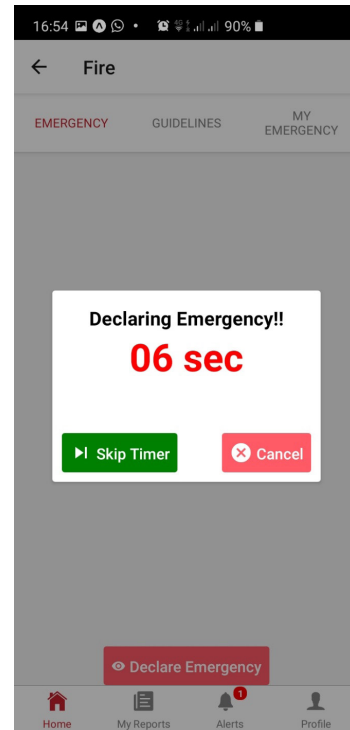 16:54 90%
Fire
EMERGENCY GUIDELINES MY EMERGENCY
Declaring Emergency!!
06 sec
Skip Timer Cancel
Declare Emergency
1
Home My Reports Alerts Profile